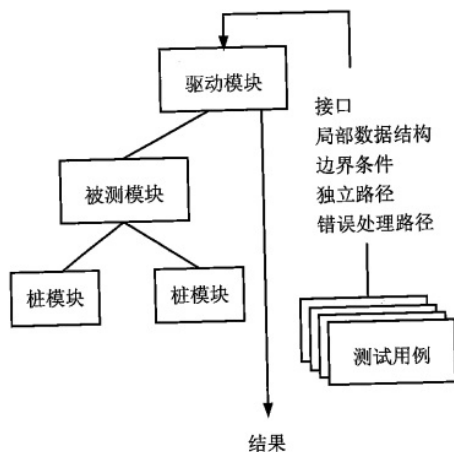 驱动模块
接口
局部数据结构
边界条件
独立路径
错误处理路径
被测模块
桩模块
桩模块
测试用例
结果